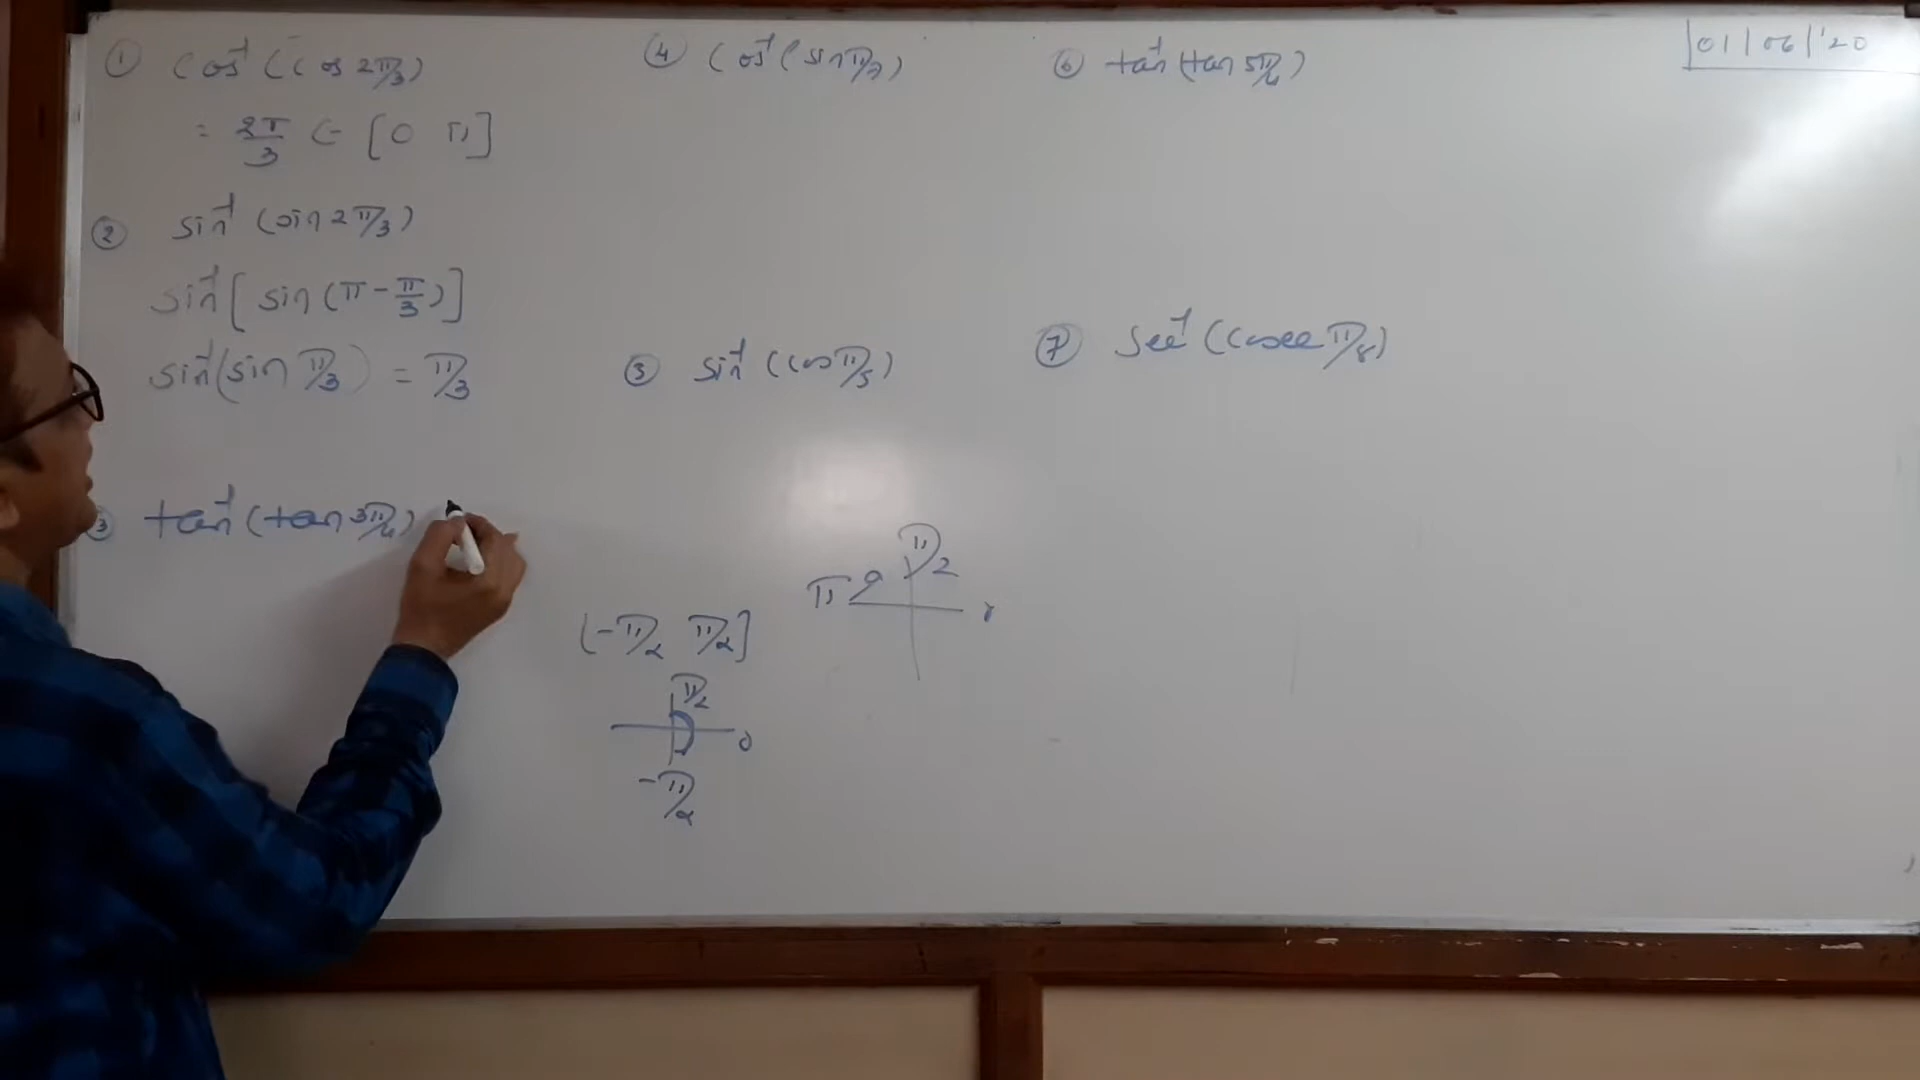 ① cos⁻¹(cos 2π/3)
= 2π/3 ∈ [0 π]
② sin⁻¹(sin 2π/3)
sin⁻¹[sin(π - π/3)]
sin⁻¹(sin π/3) = π/3
③ tan⁻¹(tan 3π/4)
④ cos⁻¹(sin π/7)
⑤ sin⁻¹(cos π/5)
[-π/2 π/2]
π/2
0
-π/2
π/2
π
⑥ tan⁻¹(tan 5π/6)
⑦ sec⁻¹(cosec π/8)
01/06/'20